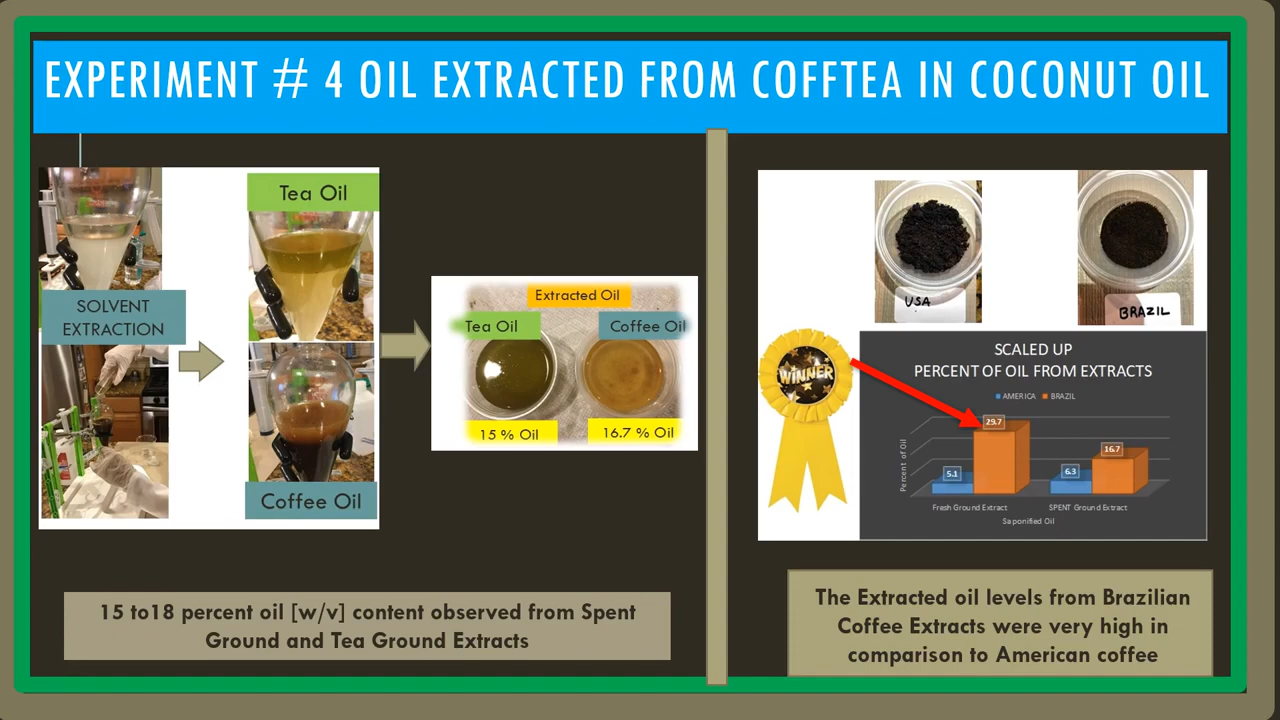 EXPERIMENT # 4 OIL EXTRACTED FROM COFFTEA IN COCONUT OIL
Tea Oil
SOLVENT
EXTRACTION
Coffee Oil
Extracted Oil
Tea Oil
Coffee Oil
15 % Oil
16.7 % Oil
15 to18 percent oil [w/v] content observed from Spent
Ground and Tea Ground Extracts
USA
BRAZIL
WINNER
SCALED UP
PERCENT OF OIL FROM EXTRACTS
AMERICA BRAZIL
Percent of Oil
5.1
29.7
6.3
16.7
Fresh Ground Extract
SPENT Ground Extract
Saponified Oil
The Extracted oil levels from Brazilian
Coffee Extracts were very high in
comparison to American coffee